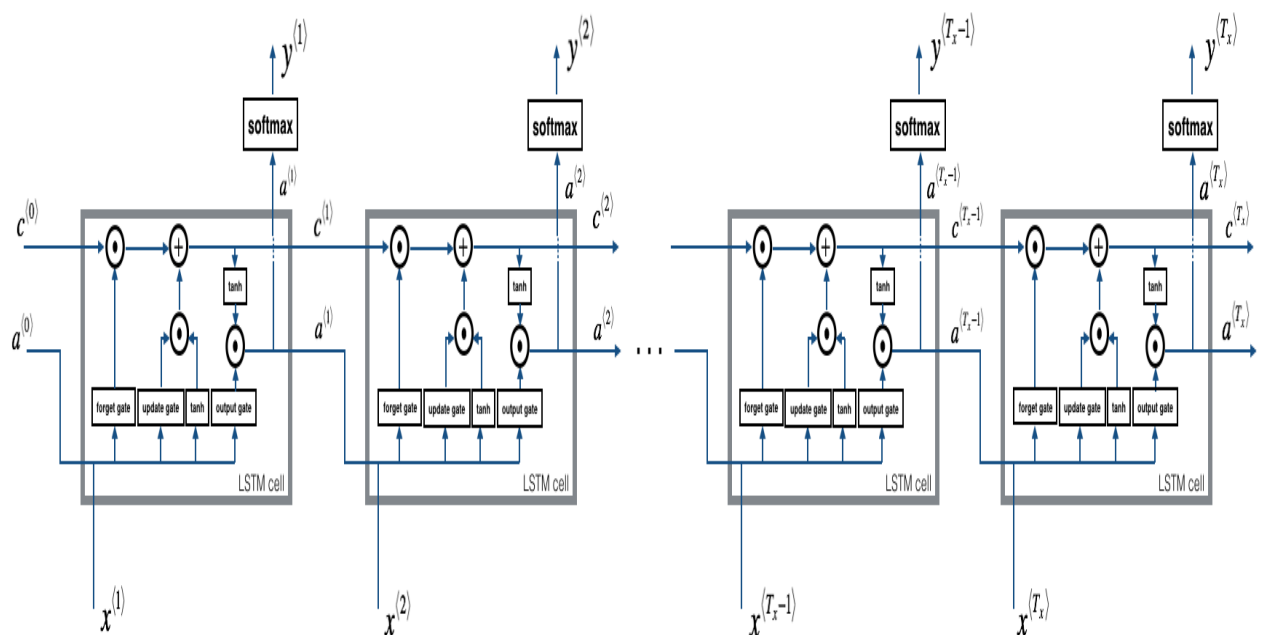 y⟨1⟩ y⟨2⟩ y⟨Tx−1⟩ y⟨Tx⟩
softmax softmax softmax softmax
a⟨1⟩ a⟨2⟩ a⟨Tx−1⟩ a⟨Tx⟩
c⟨0⟩ c⟨1⟩ c⟨2⟩ c⟨Tx−1⟩ c⟨Tx⟩
+ + + +
tanh tanh tanh tanh
a⟨0⟩ a⟨1⟩ a⟨2⟩ ... a⟨Tx−1⟩ a⟨Tx⟩
forget gate update gate tanh output gate forget gate update gate tanh output gate forget gate update gate tanh output gate forget gate update gate tanh output gate
LSTM cell LSTM cell LSTM cell LSTM cell
x⟨1⟩ x⟨2⟩ x⟨Tx−1⟩ x⟨Tx⟩